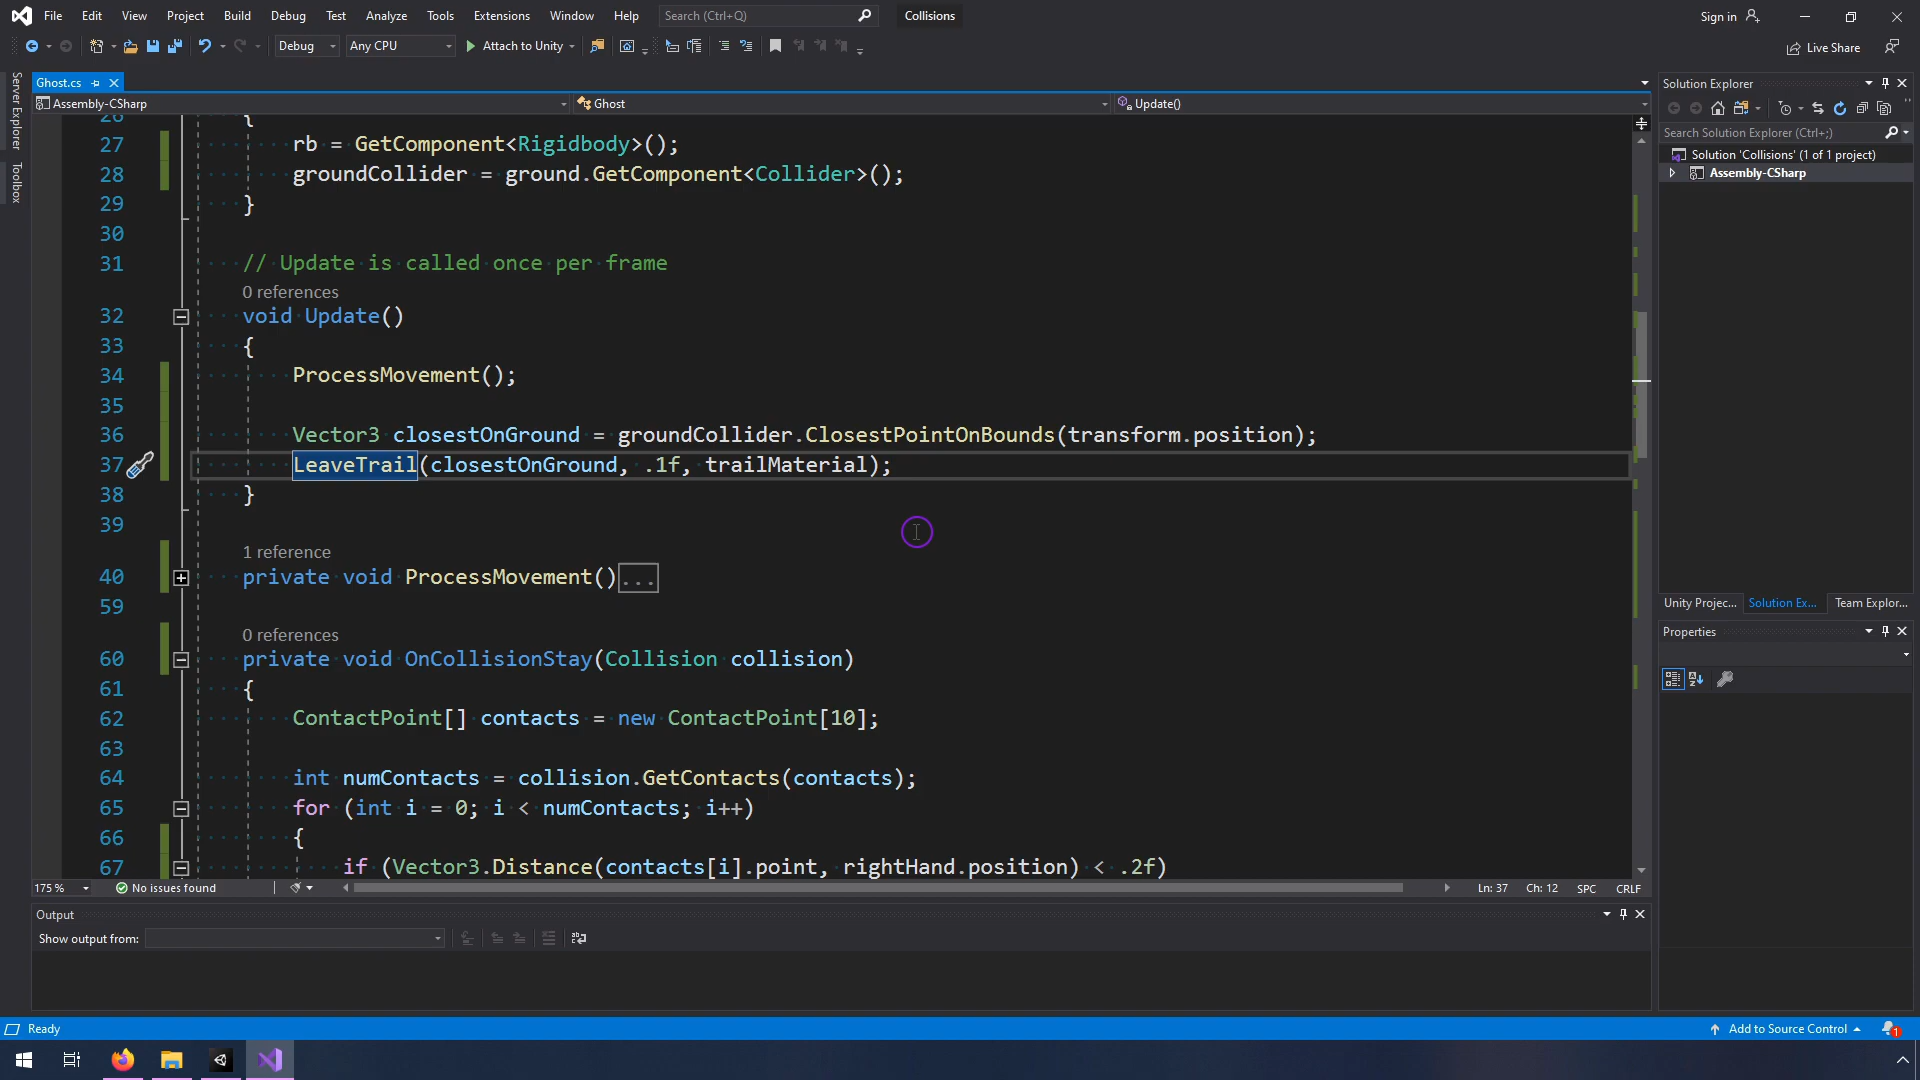 File Edit View Project Build Debug Test Analyze Tools Extensions Window Help Search (Ctrl+Q) Collisions Sign in
Debug Any CPU Attach to Unity Live Share
Server Explorer
Toolbox
Ghost.cs
Assembly-CSharp Ghost Update()
26 {
27 rb = GetComponent<Rigidbody>();
28 groundCollider = ground.GetComponent<Collider>();
29 }
30
31 // Update is called once per frame
0 references
32 void Update()
33 {
34 ProcessMovement();
35
36 Vector3 closestOnGround = groundCollider.ClosestPointOnBounds(transform.position);
37 LeaveTrail(closestOnGround, .1f, trailMaterial);
38 }
39
1 reference
40 private void ProcessMovement()...
59
0 references
60 private void OnCollisionStay(Collision collision)
61 {
62 ContactPoint[] contacts = new ContactPoint[10];
63
64 int numContacts = collision.GetContacts(contacts);
65 for (int i = 0; i < numContacts; i++)
66 {
67 if (Vector3.Distance(contacts[i].point, rightHand.position) < .2f)
175 % No issues found Ln: 37 Ch: 12 SPC CRLF
Output
Show output from:
Solution Explorer
Search Solution Explorer (Ctrl+;)
Solution 'Collisions' (1 of 1 project)
Assembly-CSharp
Unity Projec... Solution Ex... Team Explor...
Properties
Ready Add to Source Control 1